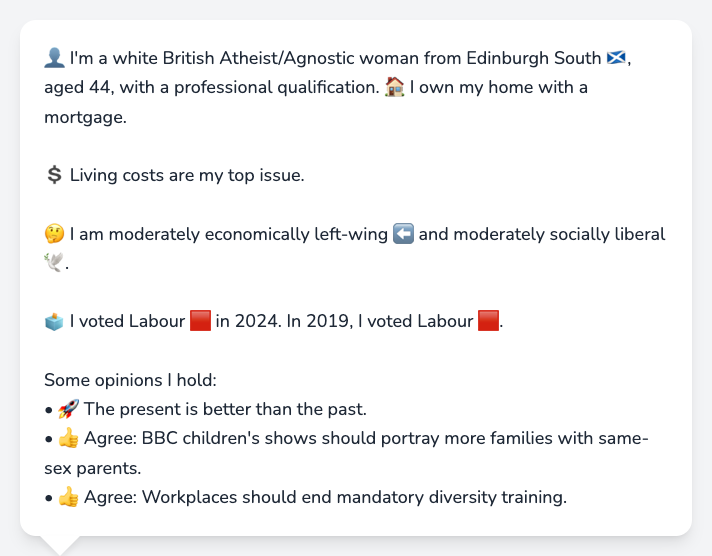 👤 I'm a white British Atheist/Agnostic woman from Edinburgh South 🏴󠁧󠁢󠁳󠁣󠁴󠁿,
aged 44, with a professional qualification. 🏠 I own my home with a
mortgage.
💲 Living costs are my top issue.
🤔 I am moderately economically left-wing ⬅️ and moderately socially liberal
🕊️.
🗳️ I voted Labour 🟥 in 2024. In 2019, I voted Labour 🟥.
Some opinions I hold:
• 🚀 The present is better than the past.
• 👍 Agree: BBC children's shows should portray more families with same-
sex parents.
• 👍 Agree: Workplaces should end mandatory diversity training.